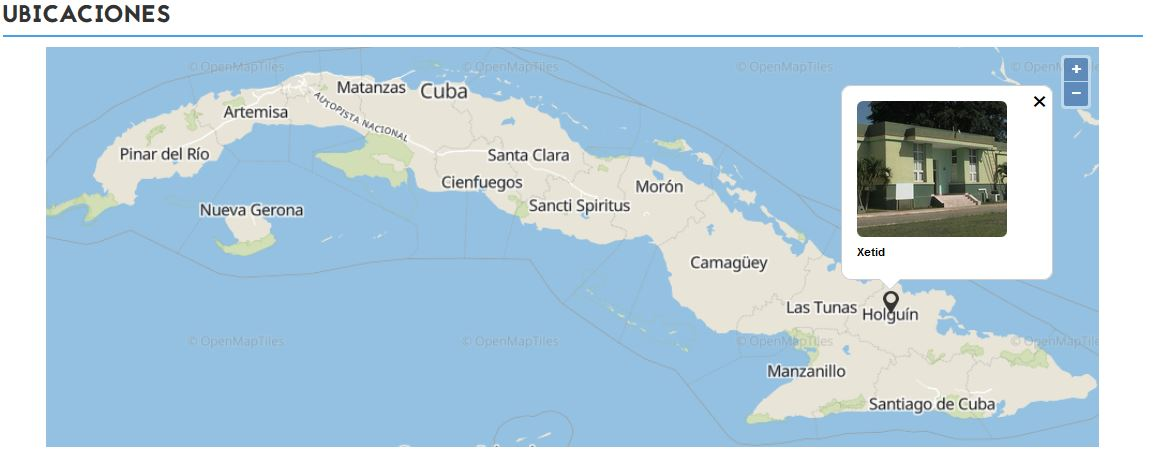 UBICACIONES
© OpenMapTiles
© OpenMapTiles
© OpenMapTiles
© OpenMapTiles
+
−
Matanzas
Cuba
Artemisa
AUTOPISTA NACIONAL
Pinar del Río
Santa Clara
Cienfuegos
Morón
Nueva Gerona
Sancti Spiritus
Xetid
Camagüey
Las Tunas
Holguín
© OpenMapTiles
© OpenMapTiles
© OpenMapTiles
© OpenMapTiles
Manzanillo
Santiago de Cuba